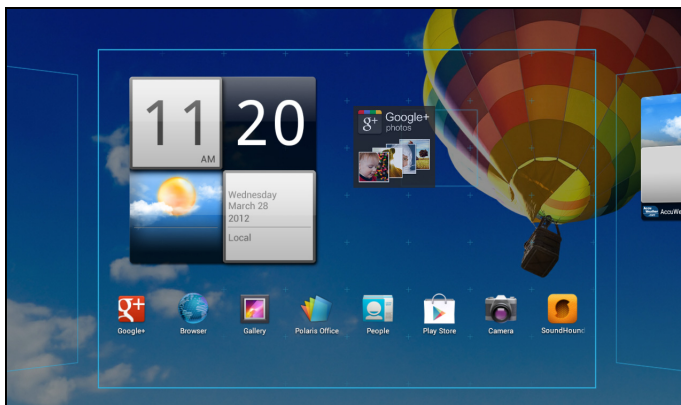 11
AM
20
Wednesday
March 28
2012
Local
g+
Google+
photos
AccuWe
g+
Google+
Browser
Gallery
Polaris Office
People
Play Store
Camera
SoundHound